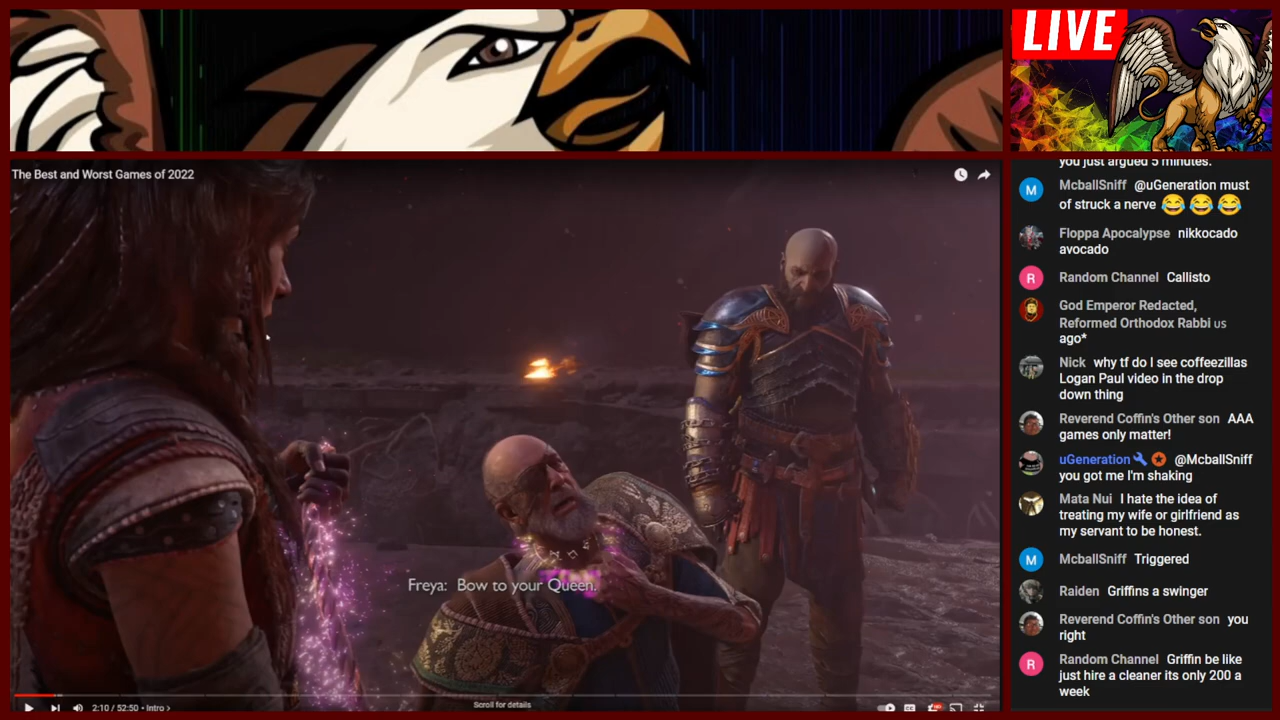 LIVE
The Best and Worst Games of 2022
Freya: Bow to your Queen.
2:10 / 52:50 • Intro >
Scroll for details
you just argued 5 minutes.
M McballSniff @uGeneration must
of struck a nerve 😂 😂 😂
Floppa Apocalypse nikkocado
avocado
R Random Channel Callisto
God Emperor Redacted,
Reformed Orthodox Rabbi us
ago*
Nick why tf do I see coffeezillas
Logan Paul video in the drop
down thing
Reverend Coffin's Other son AAA
games only matter!
uGeneration @McballSniff
you got me I'm shaking
Mata Nui I hate the idea of
treating my wife or girlfriend as
my servant to be honest.
M McballSniff Triggered
Raiden Griffins a swinger
Reverend Coffin's Other son you
right
R Random Channel Griffin be like
just hire a cleaner its only 200 a
week